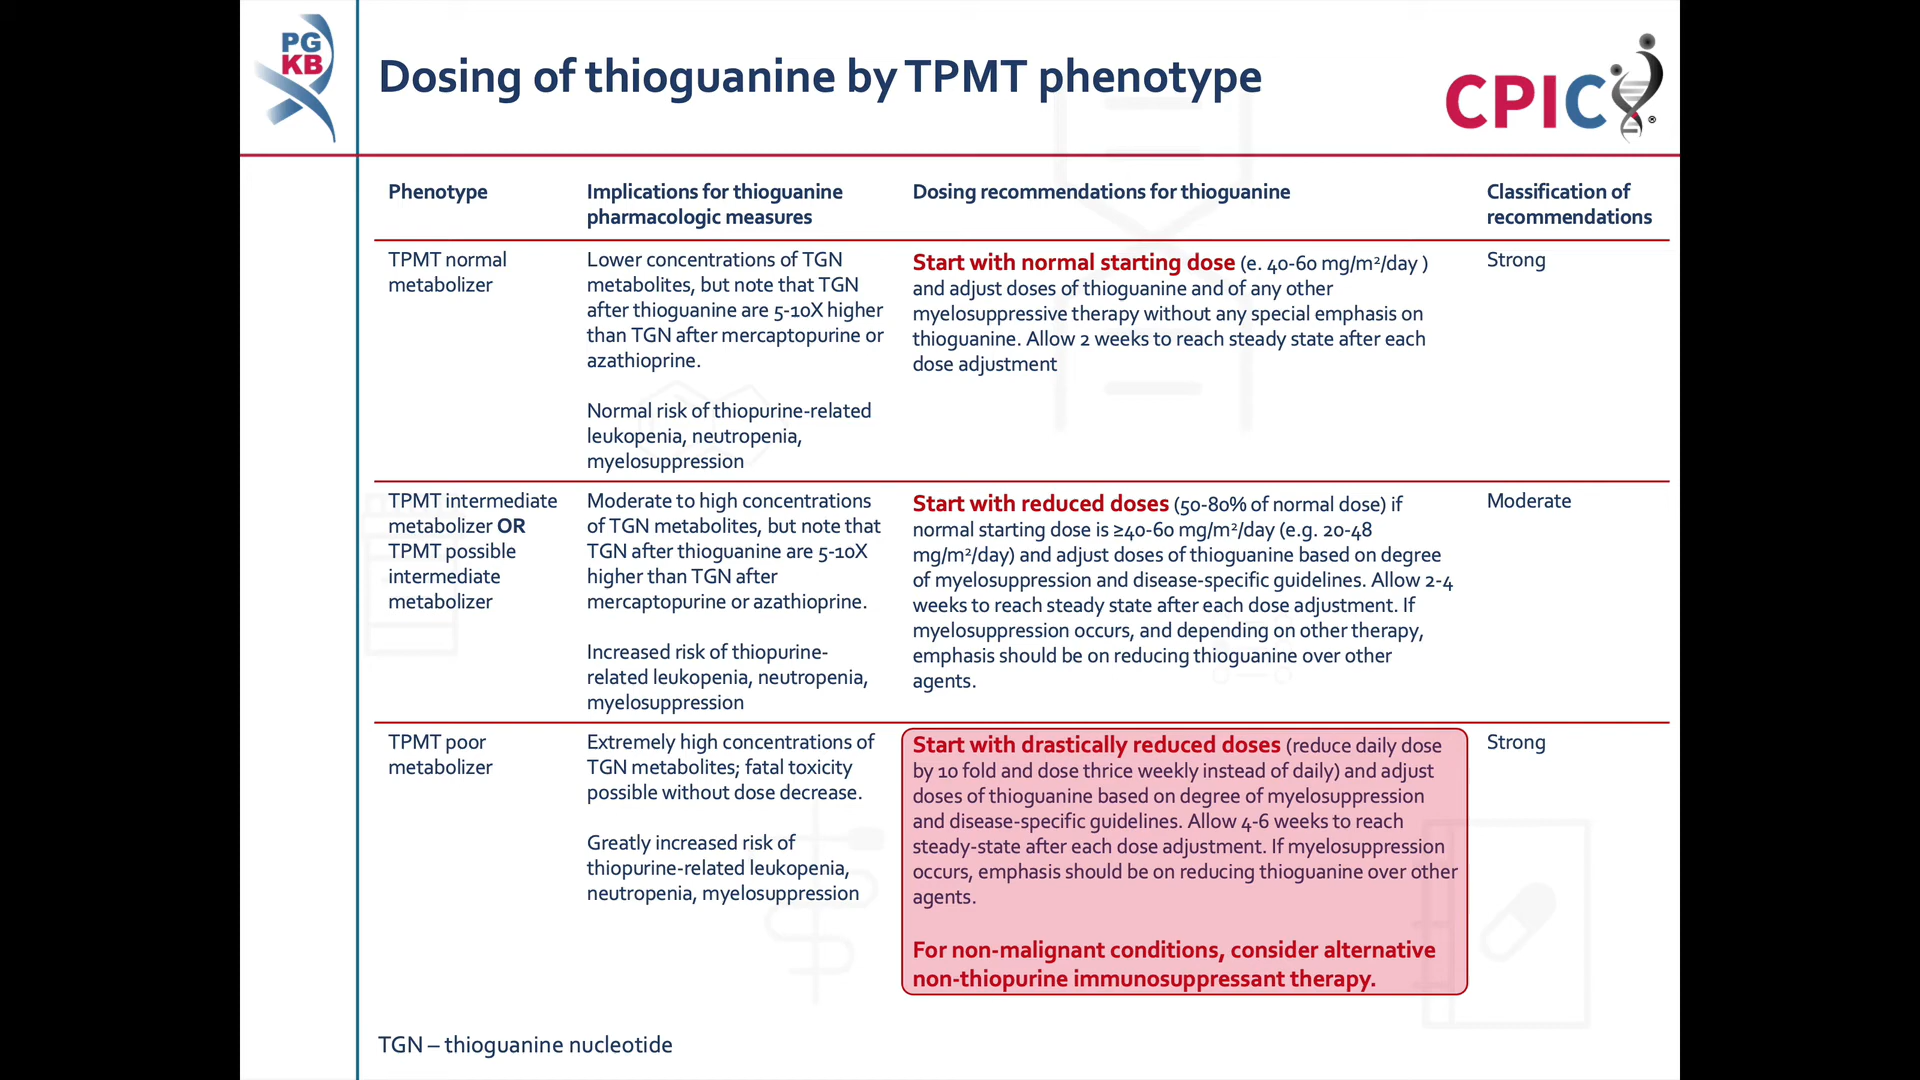 PG
KB
Dosing of thioguanine by TPMT phenotype
CPIC®
Phenotype
Implications for thioguanine
pharmacologic measures
Dosing recommendations for thioguanine
Classification of
recommendations
TPMT normal
metabolizer
Lower concentrations of TGN
metabolites, but note that TGN
after thioguanine are 5-10X higher
than TGN after mercaptopurine or
azathioprine.
Normal risk of thiopurine-related
leukopenia, neutropenia,
myelosuppression
Start with normal starting dose (e. 40-60 mg/m²/day )
and adjust doses of thioguanine and of any other
myelosuppressive therapy without any special emphasis on
thioguanine. Allow 2 weeks to reach steady state after each
dose adjustment
Strong
TPMT intermediate
metabolizer OR
TPMT possible
intermediate
metabolizer
Moderate to high concentrations
of TGN metabolites, but note that
TGN after thioguanine are 5-10X
higher than TGN after
mercaptopurine or azathioprine.
Increased risk of thiopurine-
related leukopenia, neutropenia,
myelosuppression
Start with reduced doses (50-80% of normal dose) if
normal starting dose is ≥40-60 mg/m²/day (e.g. 20-48
mg/m²/day) and adjust doses of thioguanine based on degree
of myelosuppression and disease-specific guidelines. Allow 2-4
weeks to reach steady state after each dose adjustment. If
myelosuppression occurs, and depending on other therapy,
emphasis should be on reducing thioguanine over other
agents.
Moderate
TPMT poor
metabolizer
Extremely high concentrations of
TGN metabolites; fatal toxicity
possible without dose decrease.
Greatly increased risk of
thiopurine-related leukopenia,
neutropenia, myelosuppression
Start with drastically reduced doses (reduce daily dose
by 10 fold and dose thrice weekly instead of daily) and adjust
doses of thioguanine based on degree of myelosuppression
and disease-specific guidelines. Allow 4-6 weeks to reach
steady-state after each dose adjustment. If myelosuppression
occurs, emphasis should be on reducing thioguanine over other
agents.
For non-malignant conditions, consider alternative
non-thiopurine immunosuppressant therapy.
Strong
TGN – thioguanine nucleotide